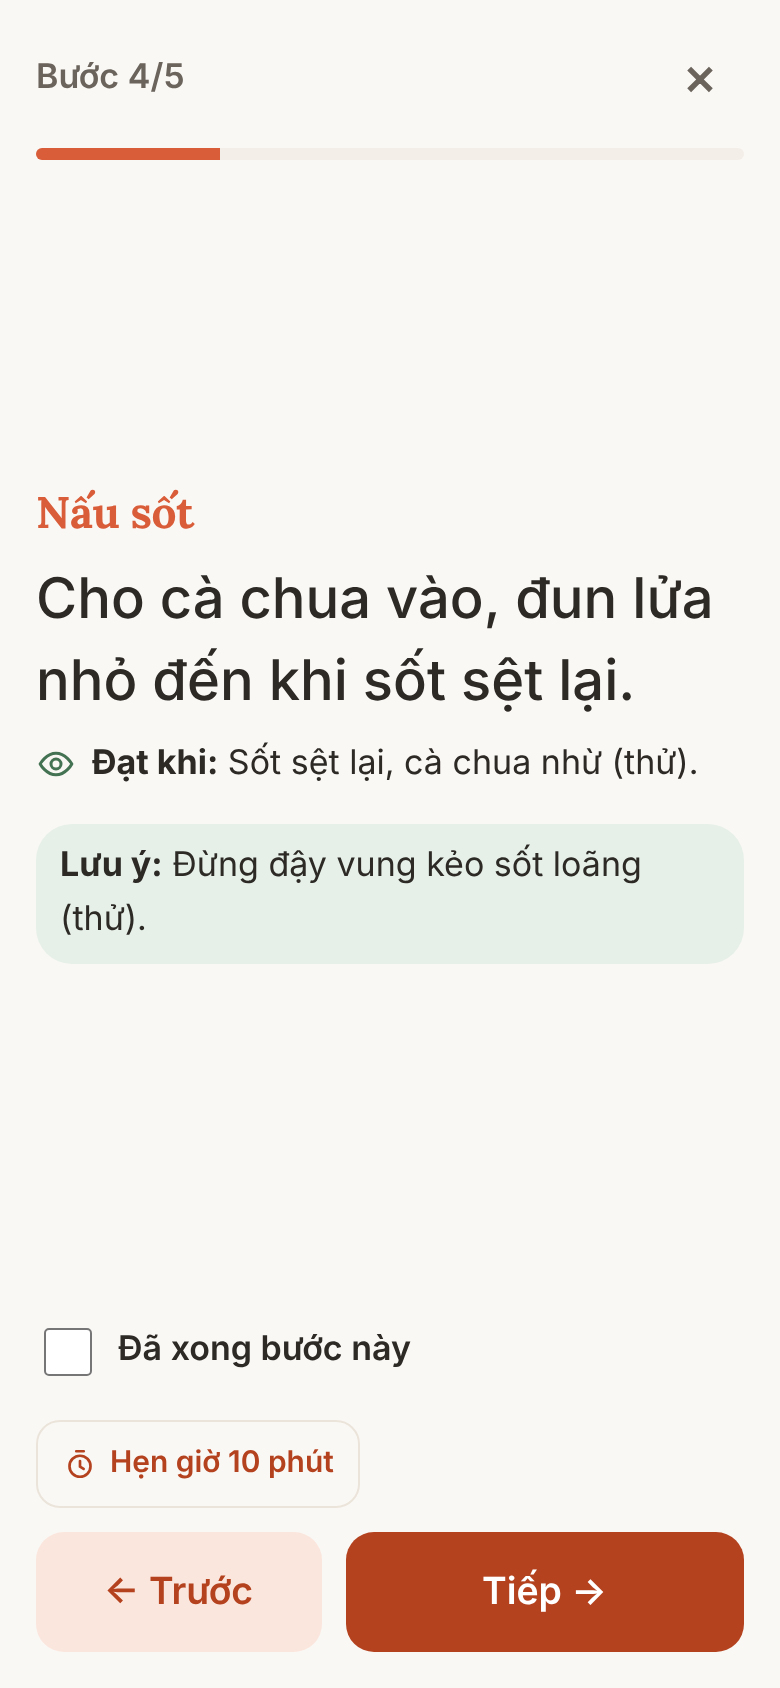 Bước 4/5
×
Nấu sốt
Cho cà chua vào, đun lửa
nhỏ đến khi sốt sệt lại.
Đạt khi: Sốt sệt lại, cà chua nhừ (thử).
Lưu ý: Đừng đậy vung kẻo sốt loãng
(thử).
Đã xong bước này
Hẹn giờ 10 phút
← Trước
Tiếp →